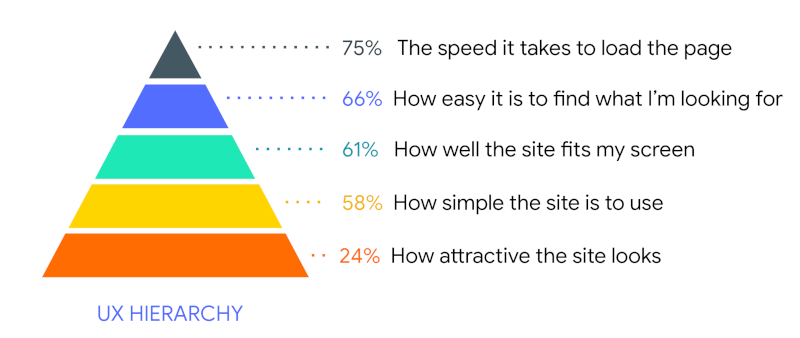 75% The speed it takes to load the page
66% How easy it is to find what I'm looking for
61% How well the site fits my screen
58% How simple the site is to use
24% How attractive the site looks
UX HIERARCHY